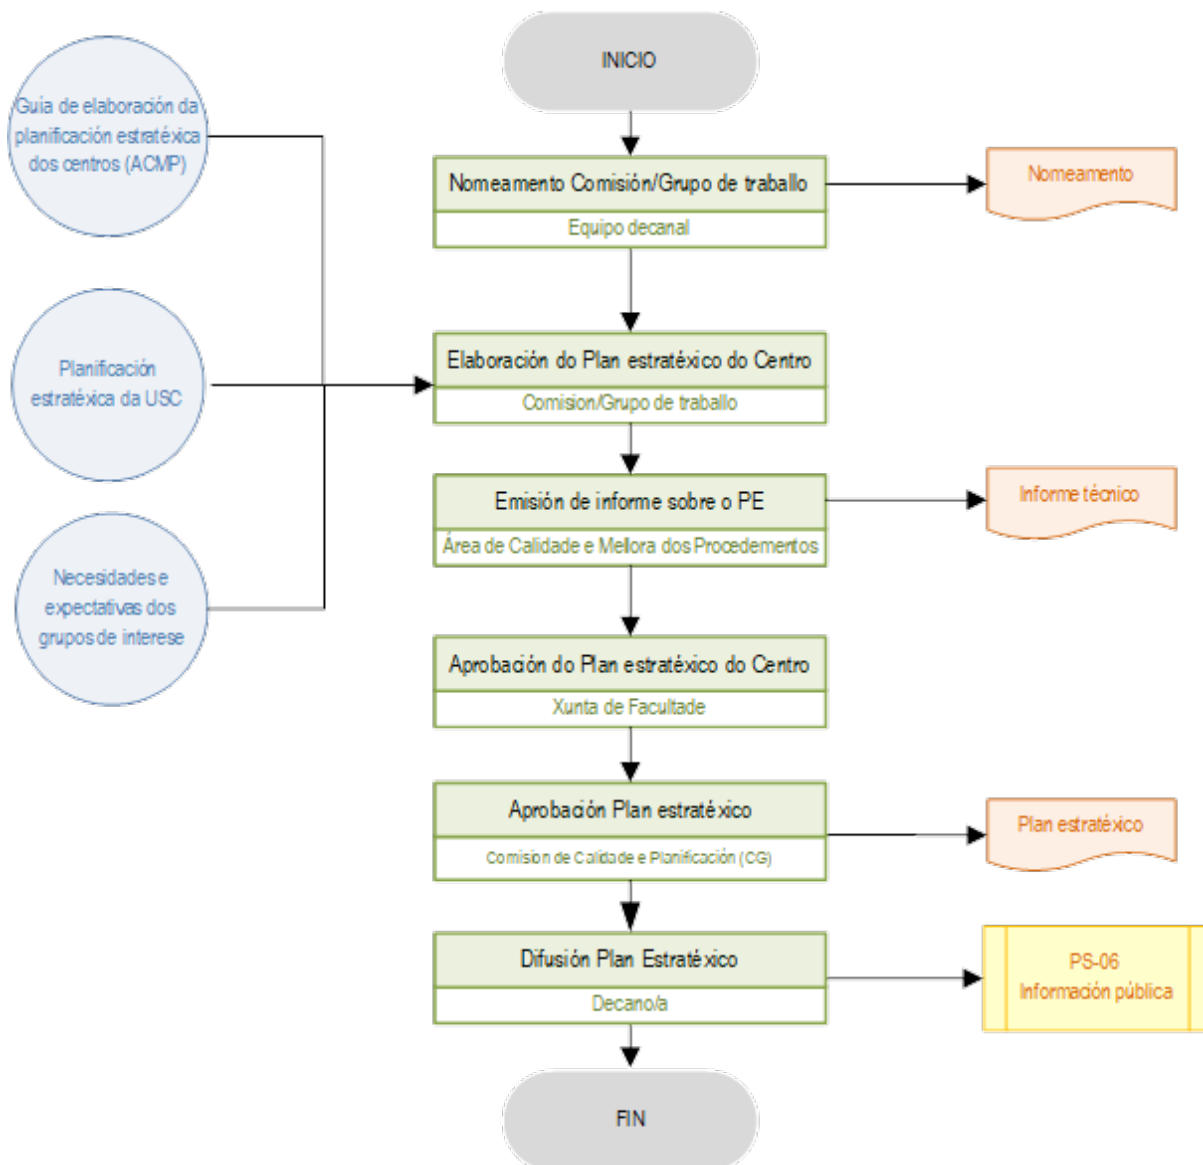 INICIO
Guía de elaboración da
planificación estratéxica
dos centros (ACMP)
Nomeamento Comisión/Grupo de traballo
Equipo decanal
Nomeamento
Planificación
estratéxica da USC
Elaboración do Plan estratéxico do Centro
Comision/Grupo de traballo
Emisión de informe sobre o PE
Área de Calidade e Mellora dos Procedementos
Informe técnico
Necesidades e
expectativas dos
grupos de interese
Aprobación do Plan estratéxico do Centro
Xunta de Facultade
Aprobación Plan estratéxico
Comision de Calidade e Planificación (CG)
Plan estratéxico
Difusión Plan Estratéxico
Decano/a
PS-06
Información pública
FIN